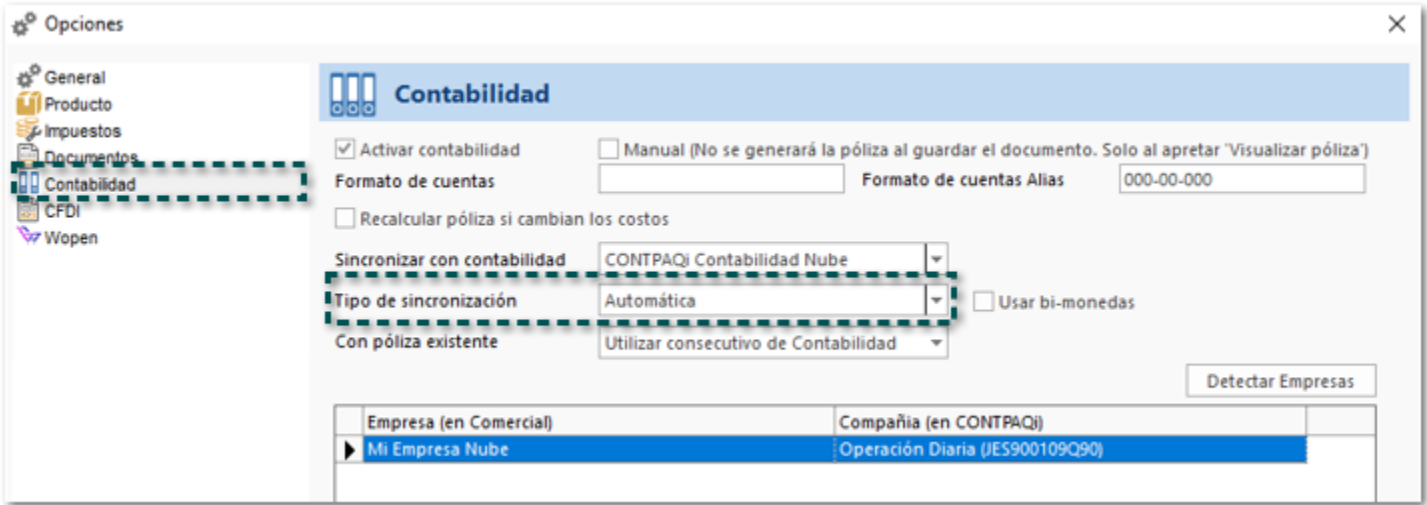 Opciones
General
Producto
Impuestos
Documentos
Contabilidad
CFDI
Wopen
Contabilidad
Activar contabilidad Manual (No se generará la póliza al guardar el documento. Solo al apretar 'Visualizar póliza')
Formato de cuentas Formato de cuentas Alias 000-00-000
Recalcular póliza si cambian los costos
Sincronizar con contabilidad CONTPAQi Contabilidad Nube
Tipo de sincronización Automática Usar bi-monedas
Con póliza existente Utilizar consecutivo de Contabilidad
Detectar Empresas
Empresa (en Comercial) Compañia (en CONTPAQi)
Mi Empresa Nube Operación Diaria (JES900109Q90)